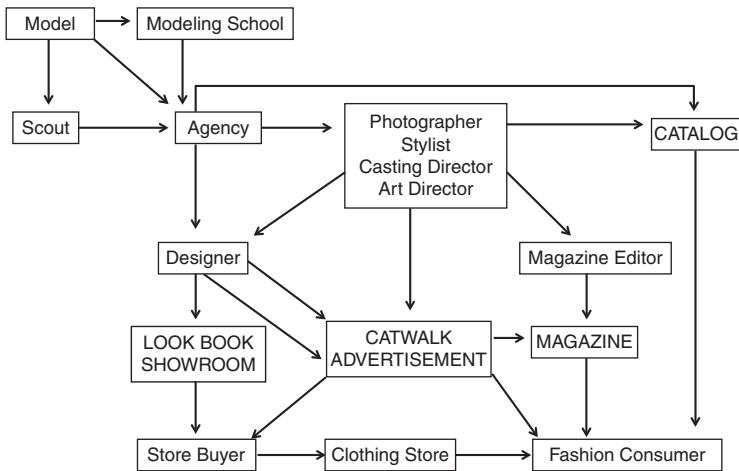 Model
Modeling School
Scout
Agency
Photographer
Stylist
Casting Director
Art Director
CATALOG
Designer
Magazine Editor
LOOK BOOK
SHOWROOM
CATWALK
ADVERTISEMENT
MAGAZINE
Store Buyer
Clothing Store
Fashion Consumer